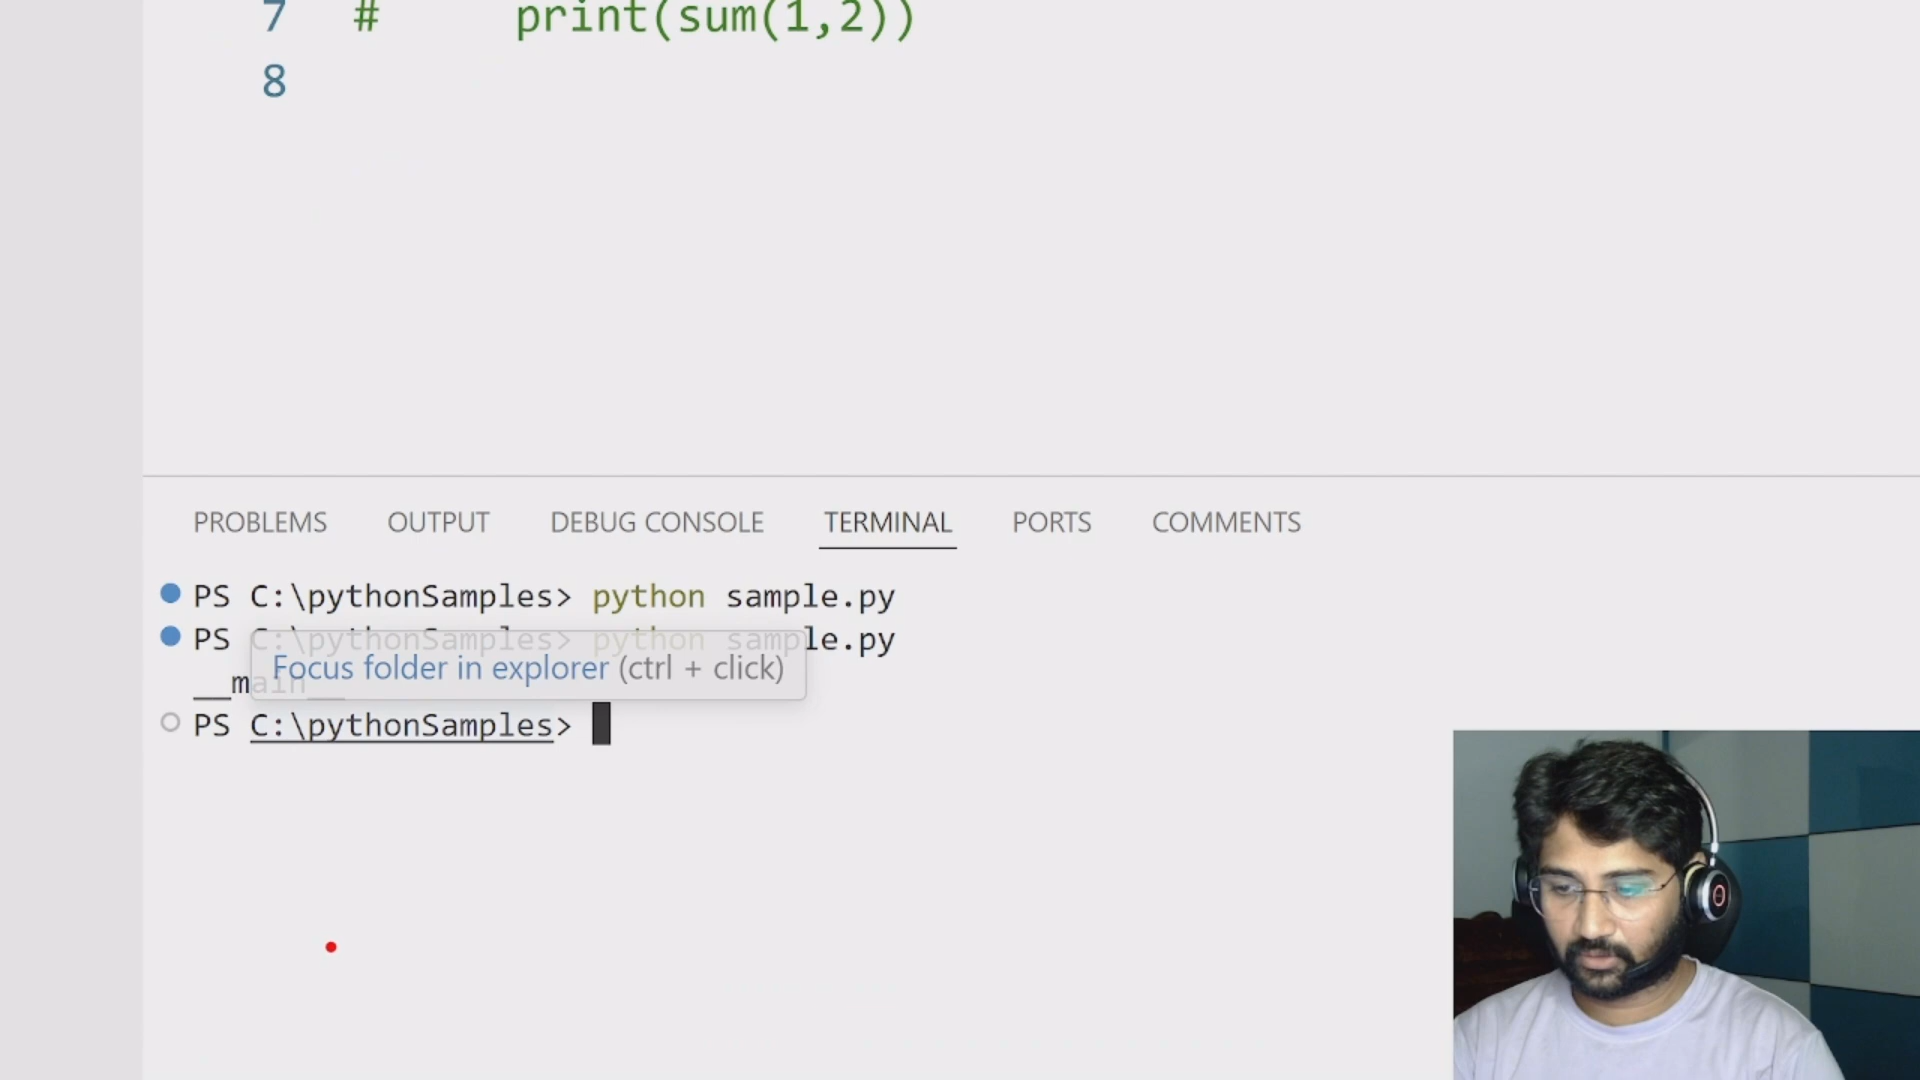 7 # print(sum(1,2))
8
PROBLEMS OUTPUT DEBUG CONSOLE TERMINAL PORTS COMMENTS
PS C:\pythonSamples> python sample.py
PS C:\pythonSamples> python sample.py
Focus folder in explorer (ctrl + click)
__main__
PS C:\pythonSamples>